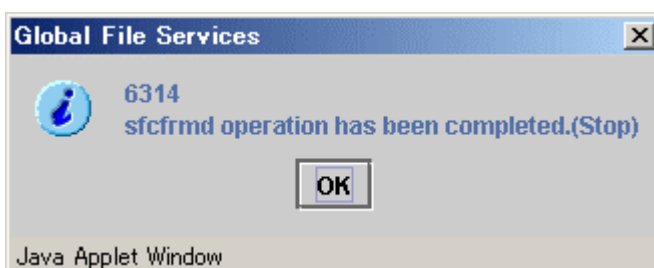 Global File Services
6314
sfcfrmd operation has been completed.(Stop)
OK
Java Applet Window